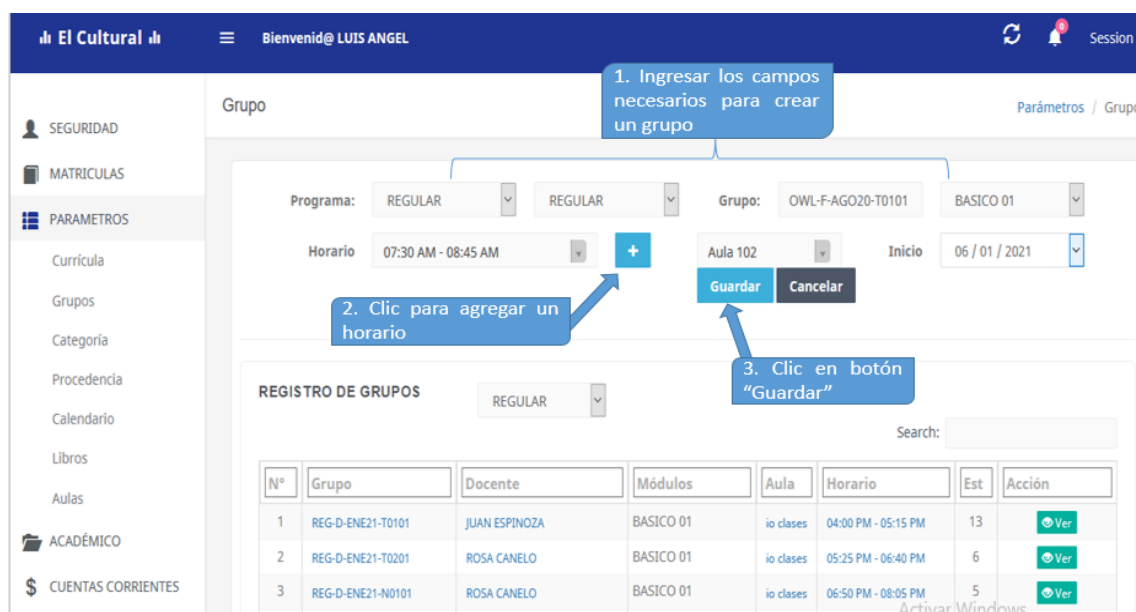 El Cultural
Bienvenid@ LUIS ANGEL
0
Session
1. Ingresar los campos
necesarios para crear
un grupo
Grupo
Parámetros / Grupo
SEGURIDAD
MATRICULAS
PARAMETROS
Currícula
Grupos
Categoría
Procedencia
Calendario
Libros
Aulas
ACADÉMICO
$ CUENTAS CORRIENTES
Programa: REGULAR REGULAR Grupo: OWL-F-AGO20-T0101 BASICO 01
Horario 07:30 AM - 08:45 AM + Aula 102 Inicio 06 / 01 / 2021
Guardar Cancelar
2. Clic para agregar un
horario
3. Clic en botón
“Guardar”
REGISTRO DE GRUPOS REGULAR
Search:
N° Grupo Docente Módulos Aula Horario Est Acción
1 REG-D-ENE21-T0101 JUAN ESPINOZA BASICO 01 io clases 04:00 PM - 05:15 PM 13 Ver
2 REG-D-ENE21-T0201 ROSA CANELO BASICO 01 io clases 05:25 PM - 06:40 PM 6 Ver
3 REG-D-ENE21-N0101 ROSA CANELO BASICO 01 io clases 06:50 PM - 08:05 PM 5 Ver
Activar Windows